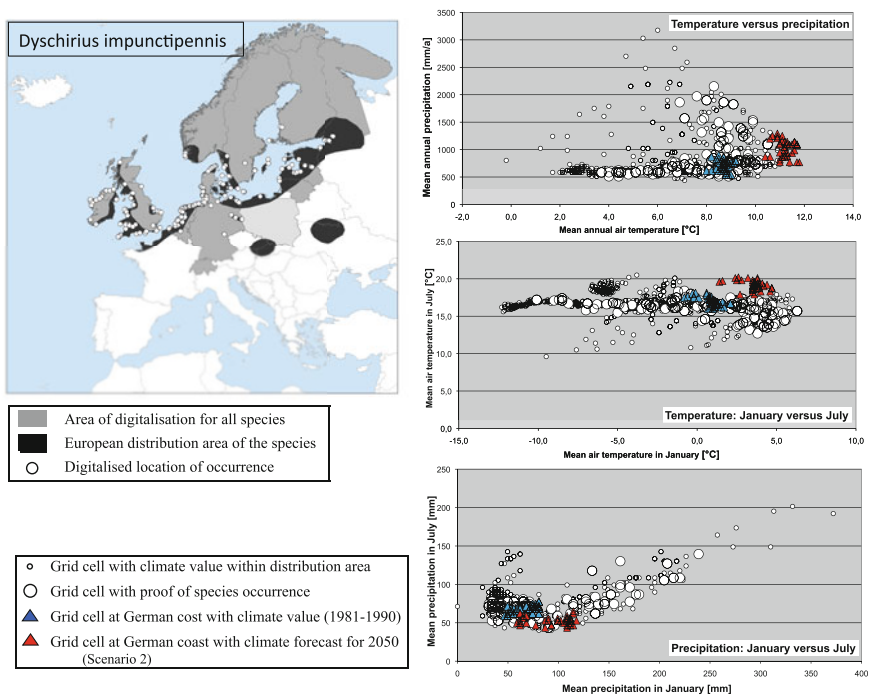 Dyschirius impunctipennis
Area of digitalisation for all species
European distribution area of the species
Digitalised location of occurrence
Grid cell with climate value within distribution area
Grid cell with proof of species occurrence
Grid cell at German cost with climate value (1981-1990)
Grid cell at German coast with climate forecast for 2050
(Scenario 2)
Temperature versus precipitation
Mean annual precipitation [mm/a]
3500
3000
2500
2000
1500
1000
500
0
-2,0 0,0 2,0 4,0 6,0 8,0 10,0 12,0 14,0
Mean annual air temperature [°C]
Mean air temperature in July [°C]
25,0
20,0
15,0
10,0
5,0
0,0
Temperature: January versus July
-15,0 -10,0 -5,0 0,0 5,0 10,0
Mean air temperature in January [°C]
Mean precipitation in July [mm]
250
200
150
100
50
0
Precipitation: January versus July
0 50 100 150 200 250 300 350 400
Mean precipitation in January [mm]